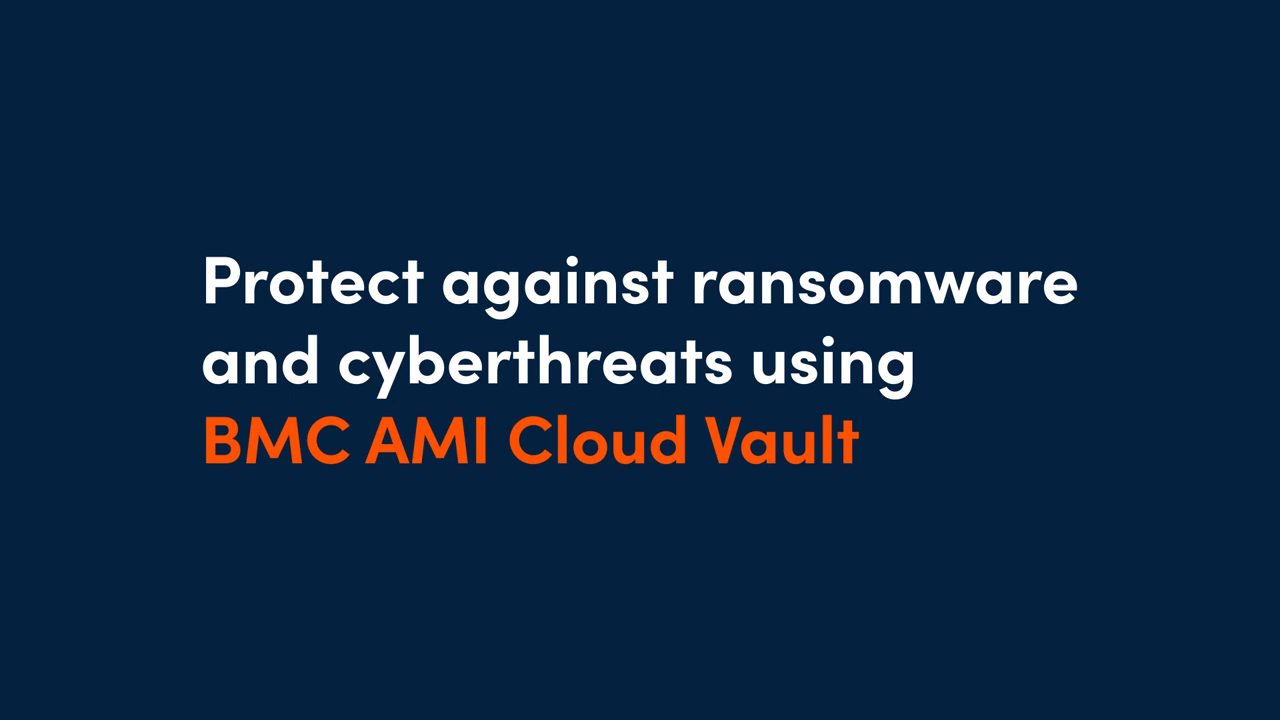 Protect against ransomware
and cyberthreats using
BMC AMI Cloud Vault